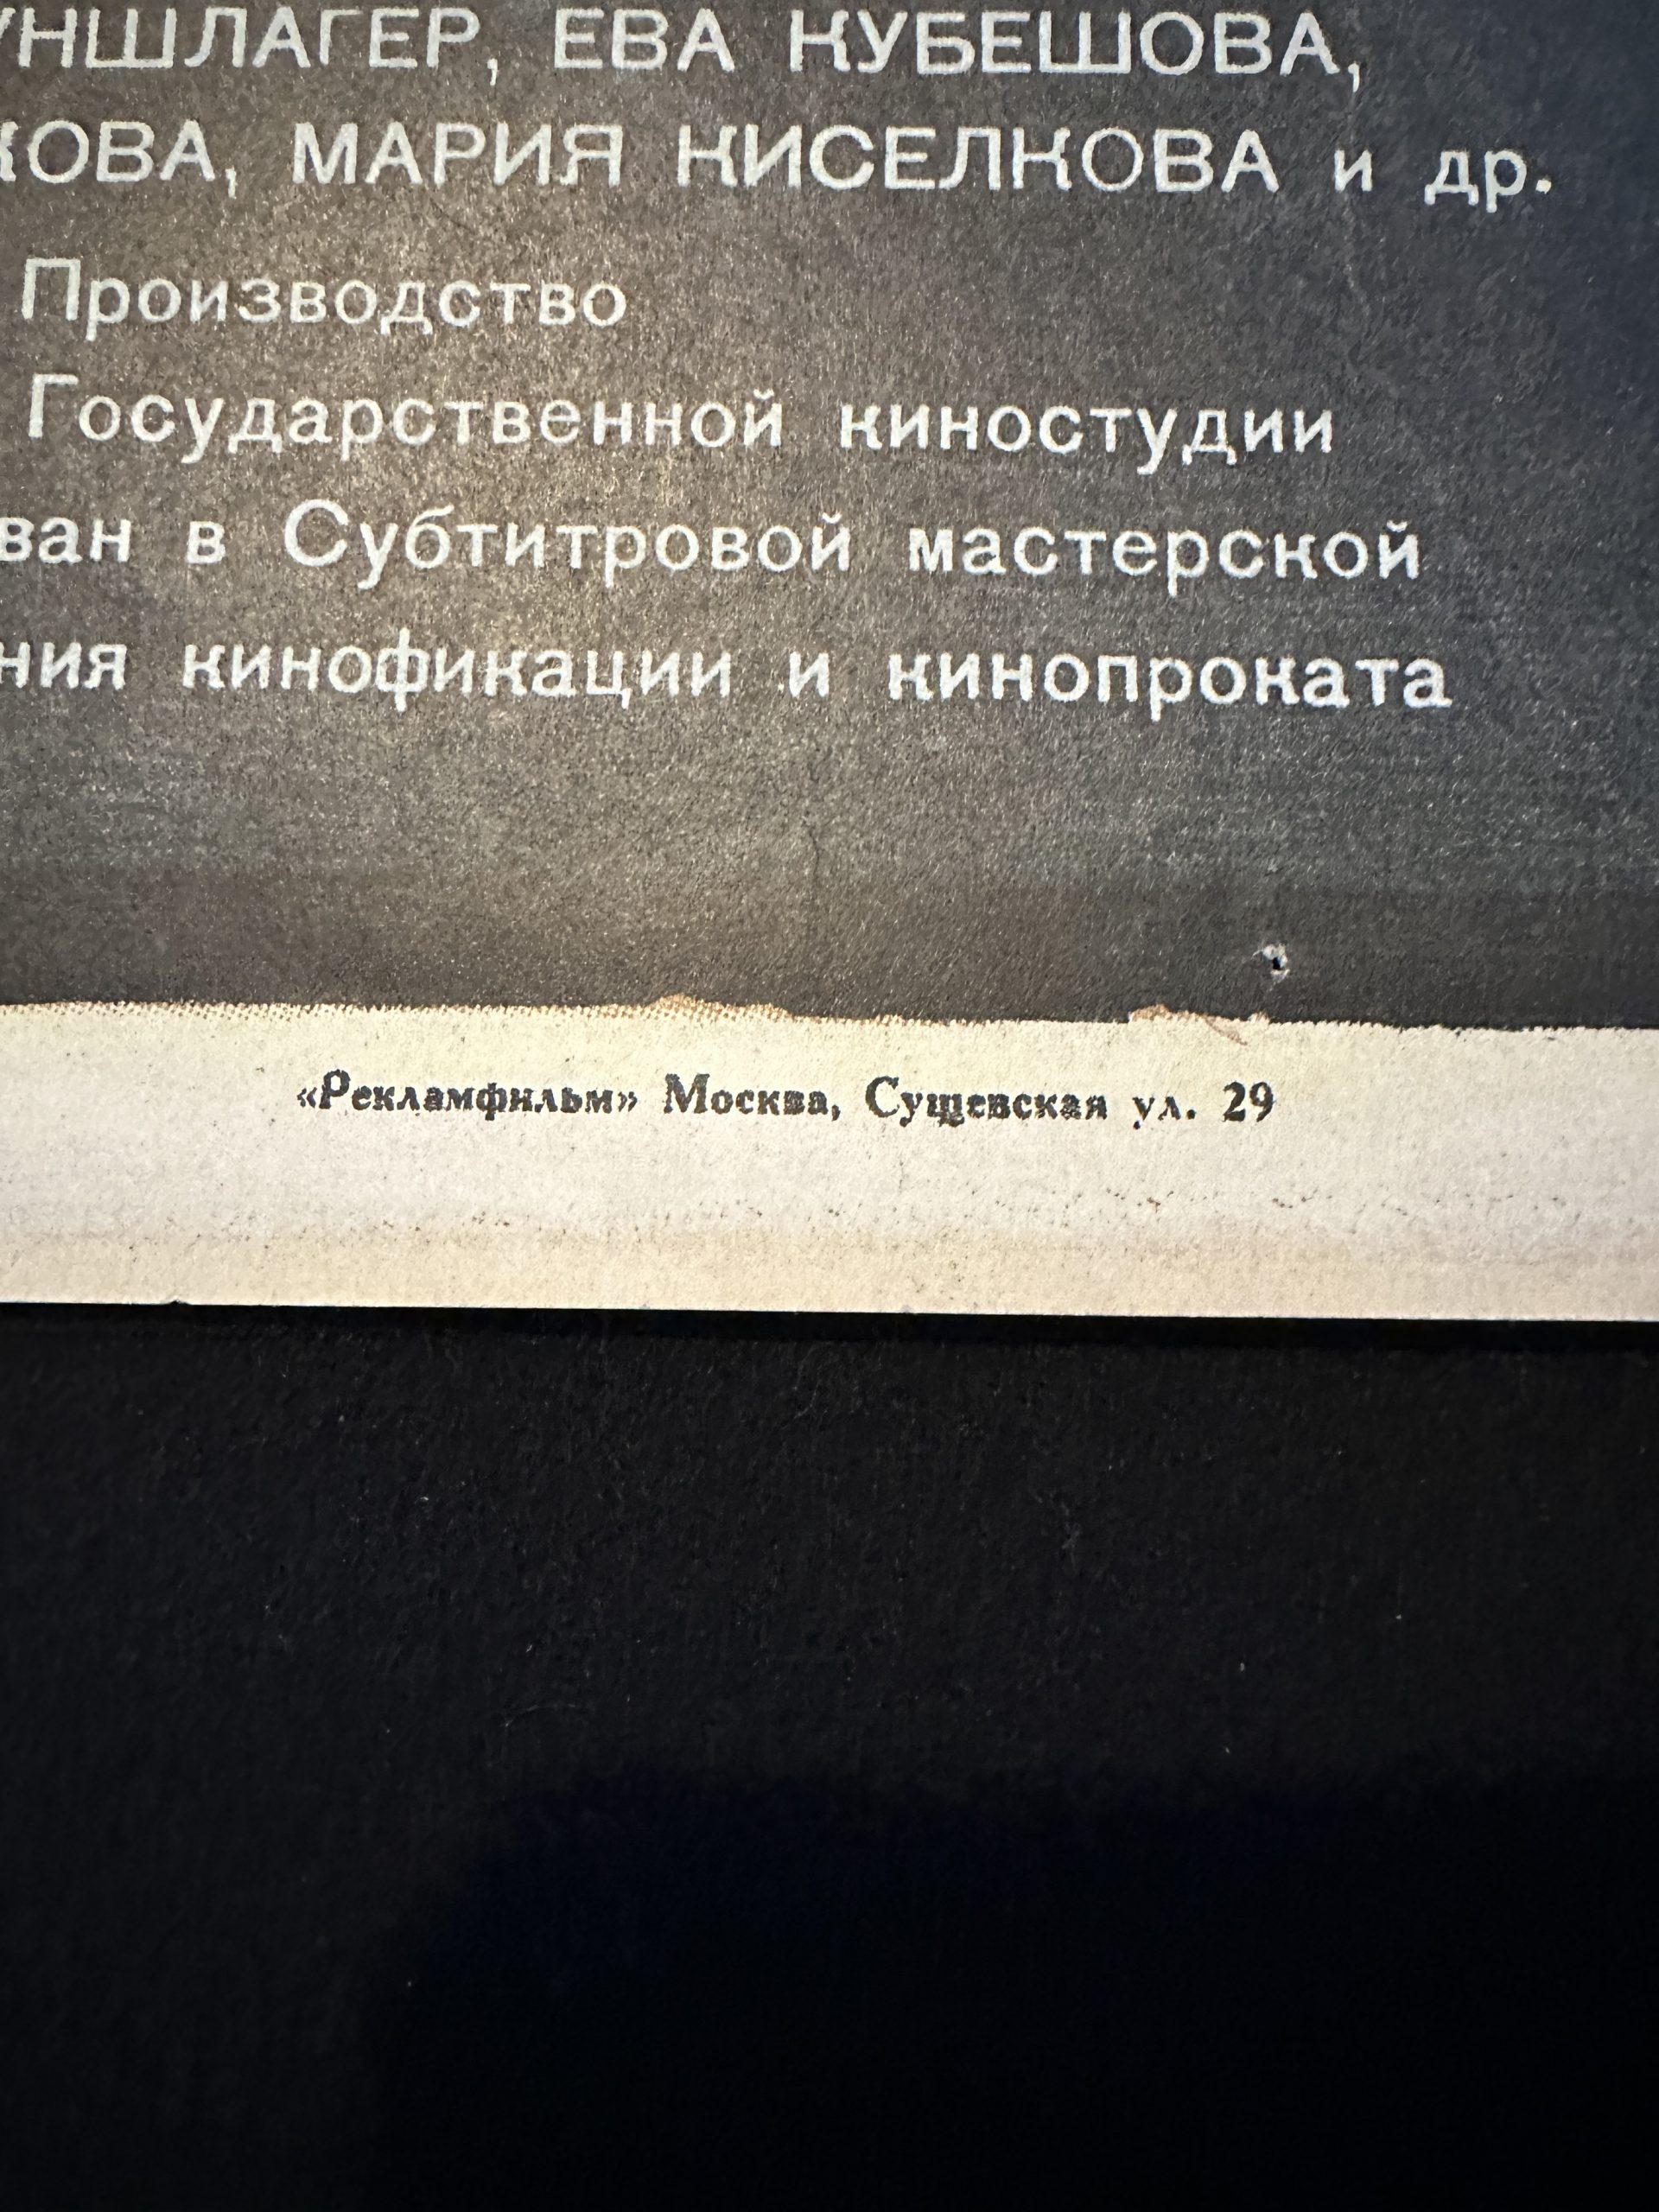 УНШЛАГЕР, ЕВА КУБЕШОВА,
КОВА, МАРИЯ КИСЕЛКОВА и др.
Производство
Государственной киностудии
ван в Субтитровой мастерской
ния кинофикации и кинопроката
«Рекламфильм» Москва, Сущевская ул. 29